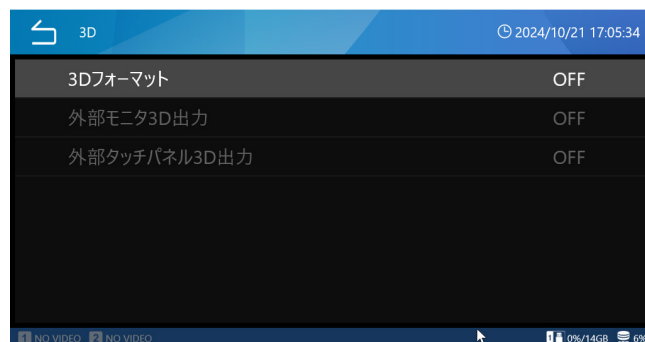 3D
2024/10/21 17:05:34
3Dフォーマット OFF
外部モニタ3D出力 OFF
外部タッチパネル3D出力 OFF
1 NO VIDEO 2 NO VIDEO 1 0%/14GB 6%